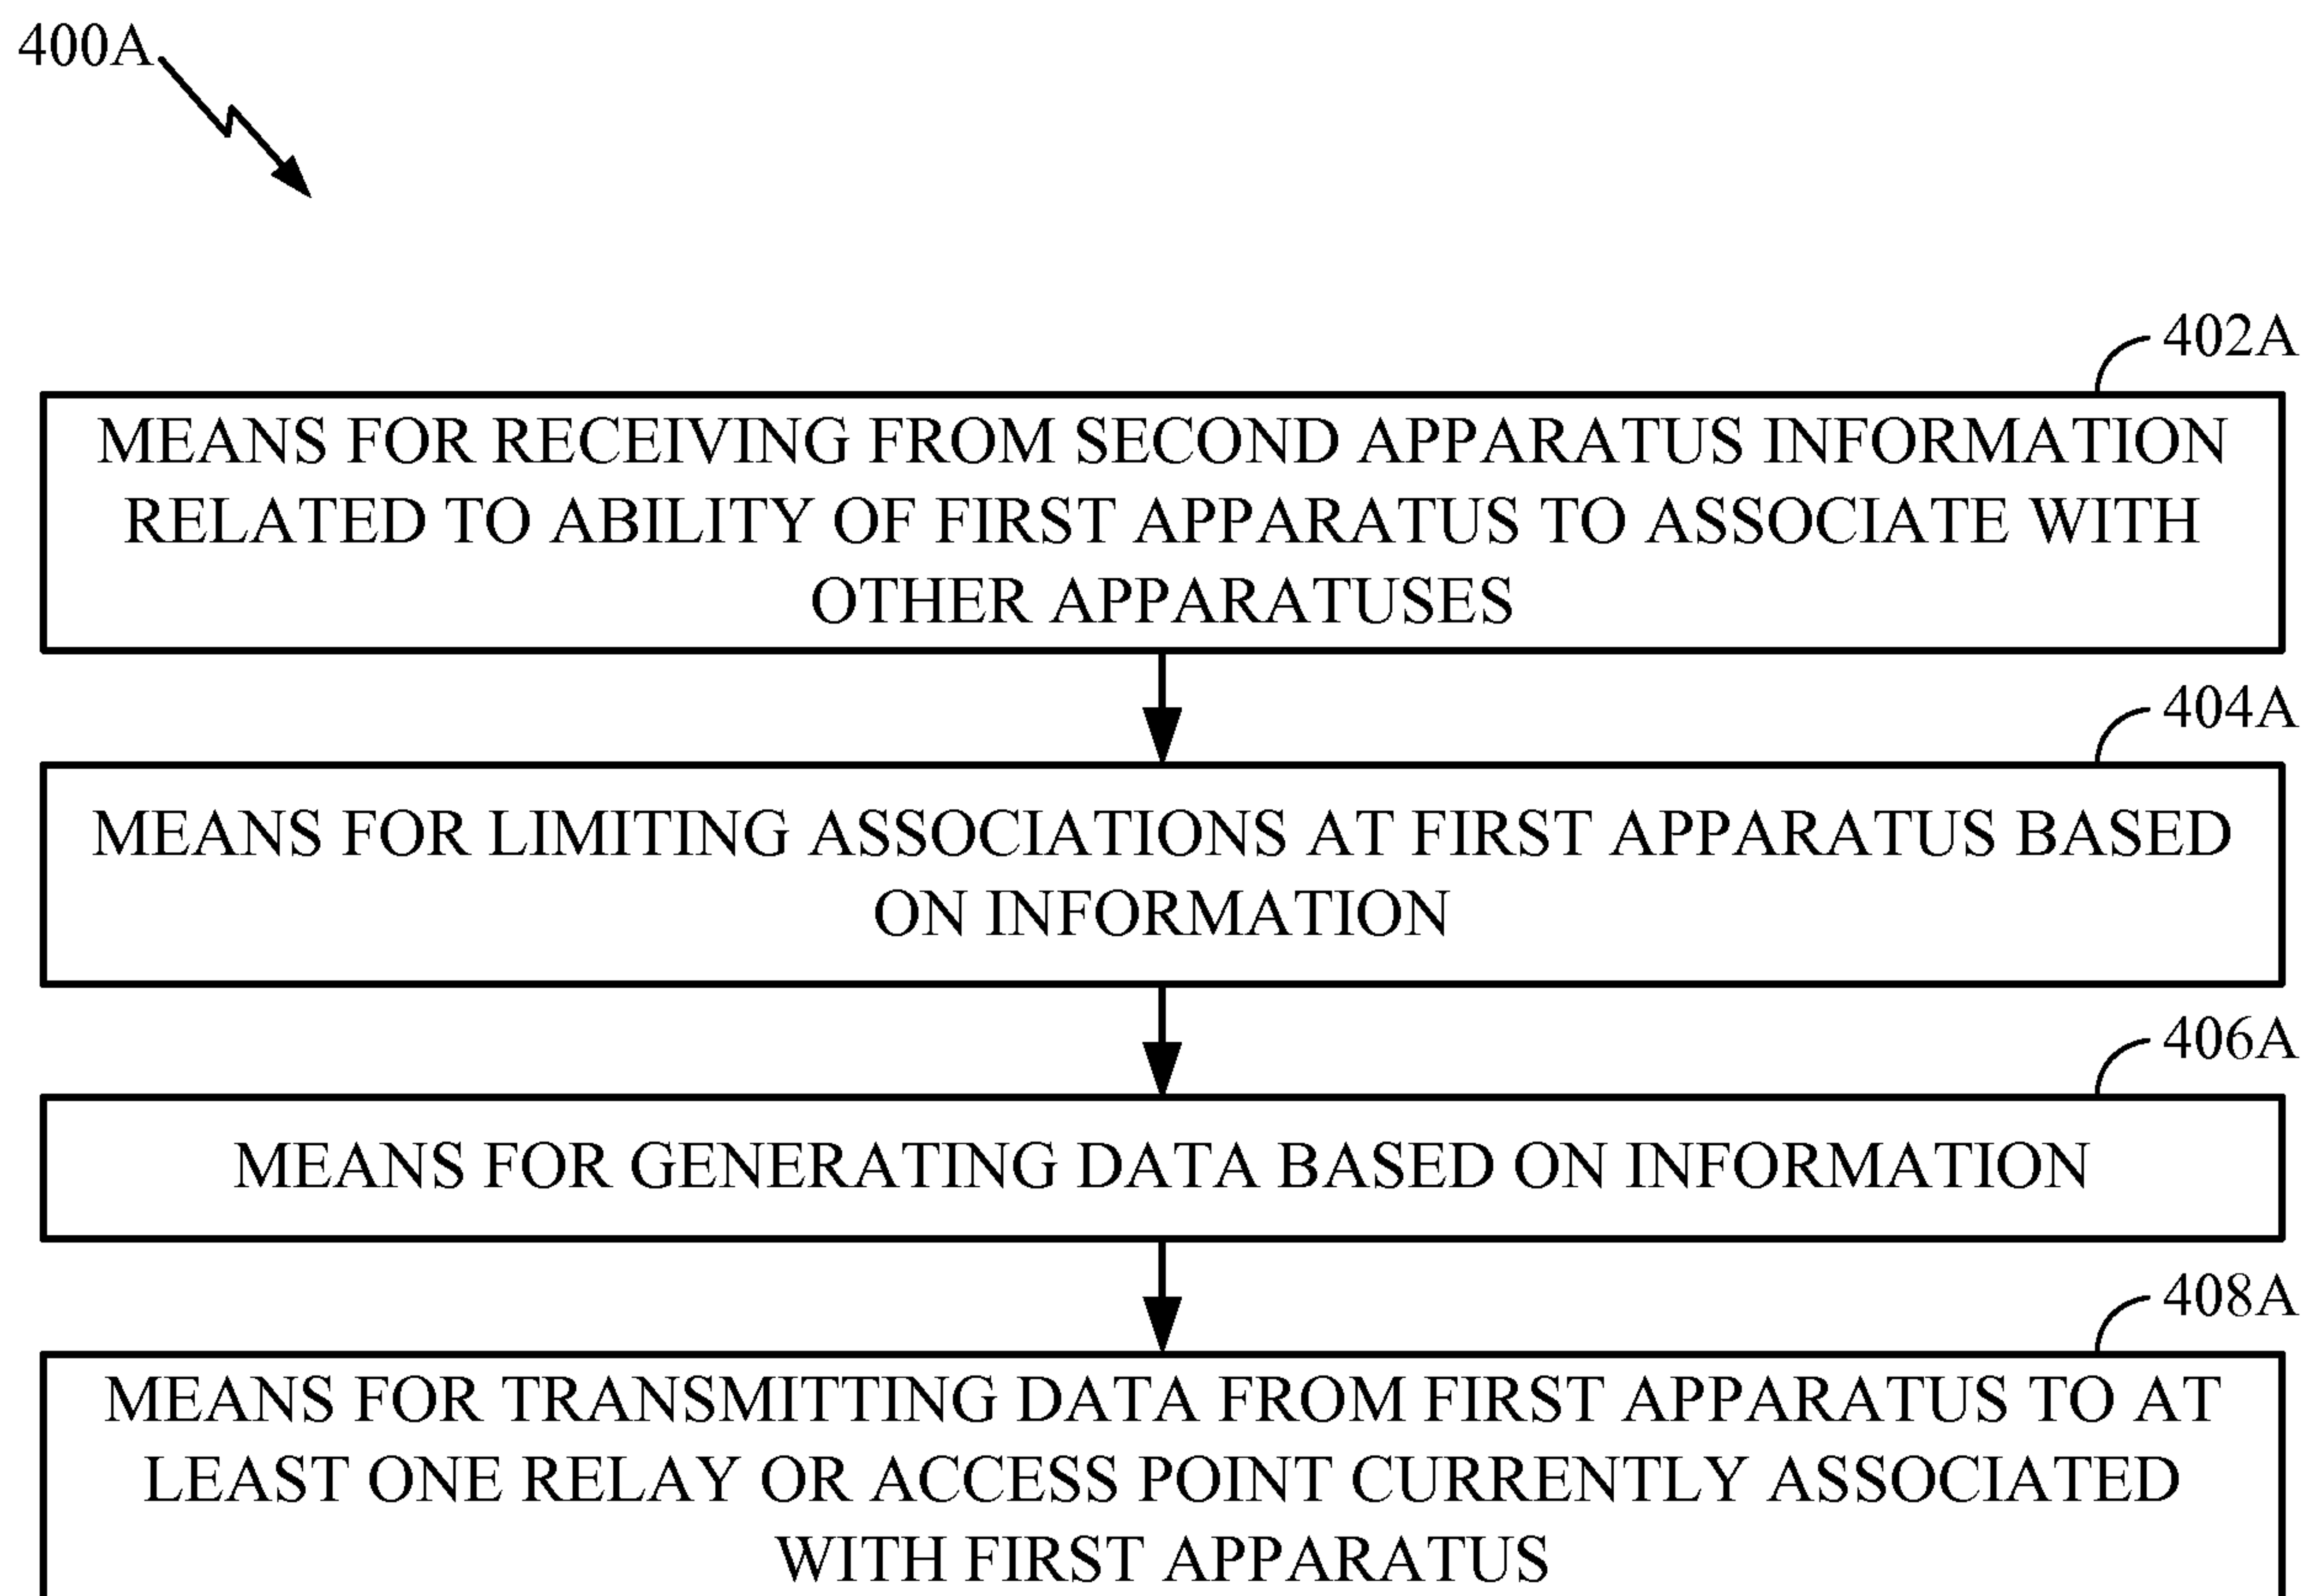 400A
402A
MEANS FOR RECEIVING FROM SECOND APPARATUS INFORMATION
RELATED TO ABILITY OF FIRST APPARATUS TO ASSOCIATE WITH
OTHER APPARATUSES
404A
MEANS FOR LIMITING ASSOCIATIONS AT FIRST APPARATUS BASED
ON INFORMATION
406A
MEANS FOR GENERATING DATA BASED ON INFORMATION
408A
MEANS FOR TRANSMITTING DATA FROM FIRST APPARATUS TO AT
LEAST ONE RELAY OR ACCESS POINT CURRENTLY ASSOCIATED
WITH FIRST APPARATUS